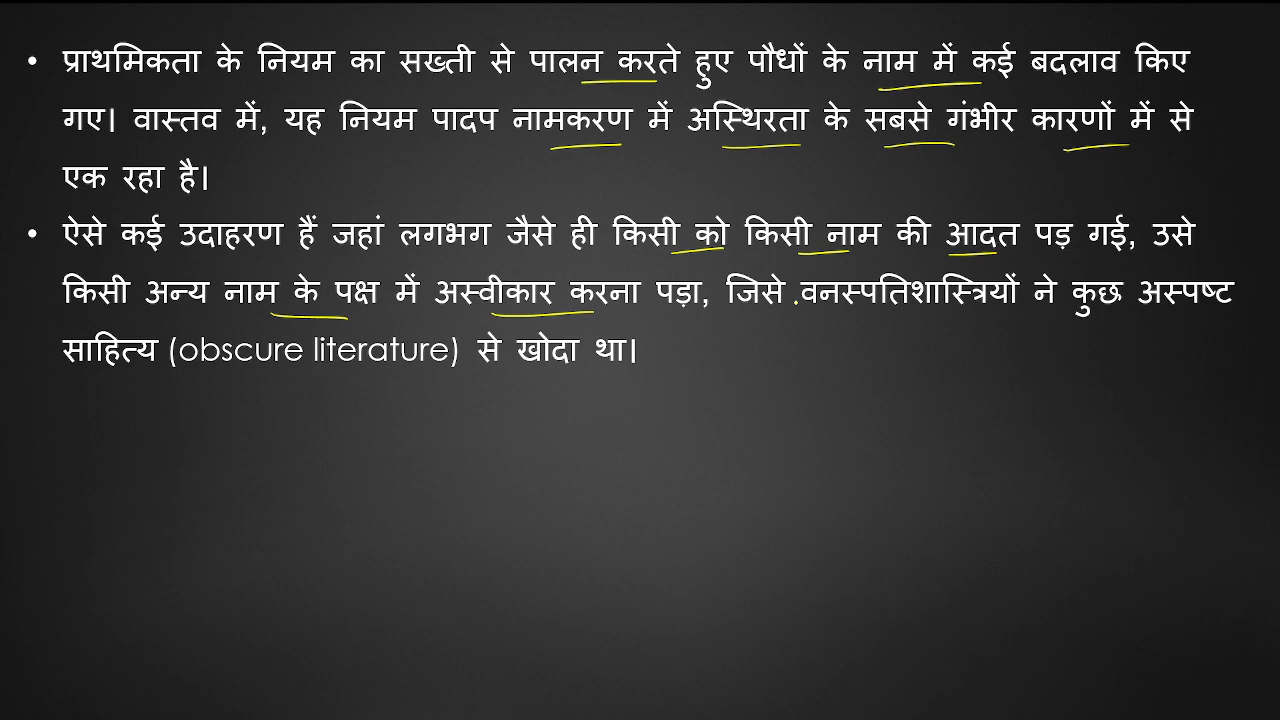 • प्राथमिकता के नियम का सख्ती से पालन करते हुए पौधों के नाम में कई बदलाव किए
गए। वास्तव में, यह नियम पादप नामकरण में अस्थिरता के सबसे गंभीर कारणों में से
एक रहा है।
• ऐसे कई उदाहरण हैं जहां लगभग जैसे ही किसी को किसी नाम की आदत पड़ गई, उसे
किसी अन्य नाम के पक्ष में अस्वीकार करना पड़ा, जिसे वनस्पतिशास्त्रियों ने कुछ अस्पष्ट
साहित्य (obscure literature) से खोदा था।